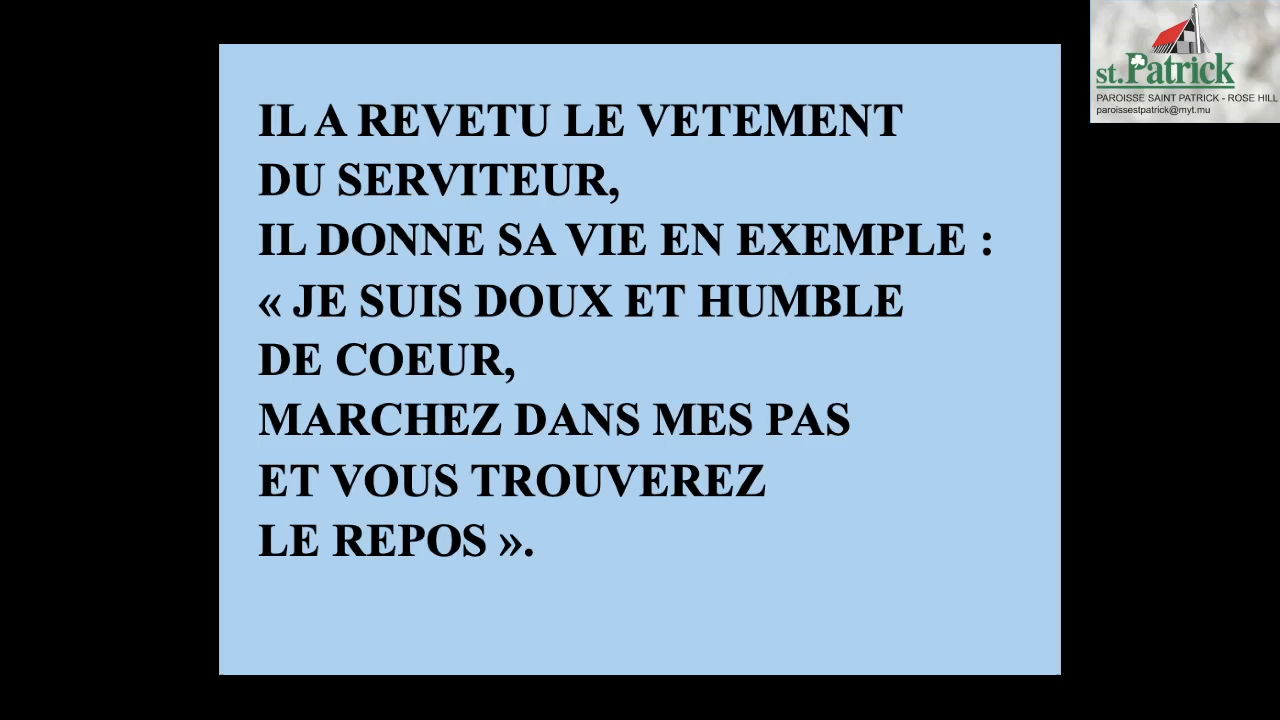 IL A REVETU LE VETEMENT
DU SERVITEUR,
IL DONNE SA VIE EN EXEMPLE :
« JE SUIS DOUX ET HUMBLE
DE COEUR,
MARCHEZ DANS MES PAS
ET VOUS TROUVEREZ
LE REPOS ».
st.Patrick
PAROISSE SAINT PATRICK - ROSE HILL
paroissestpatrick@myt.mu